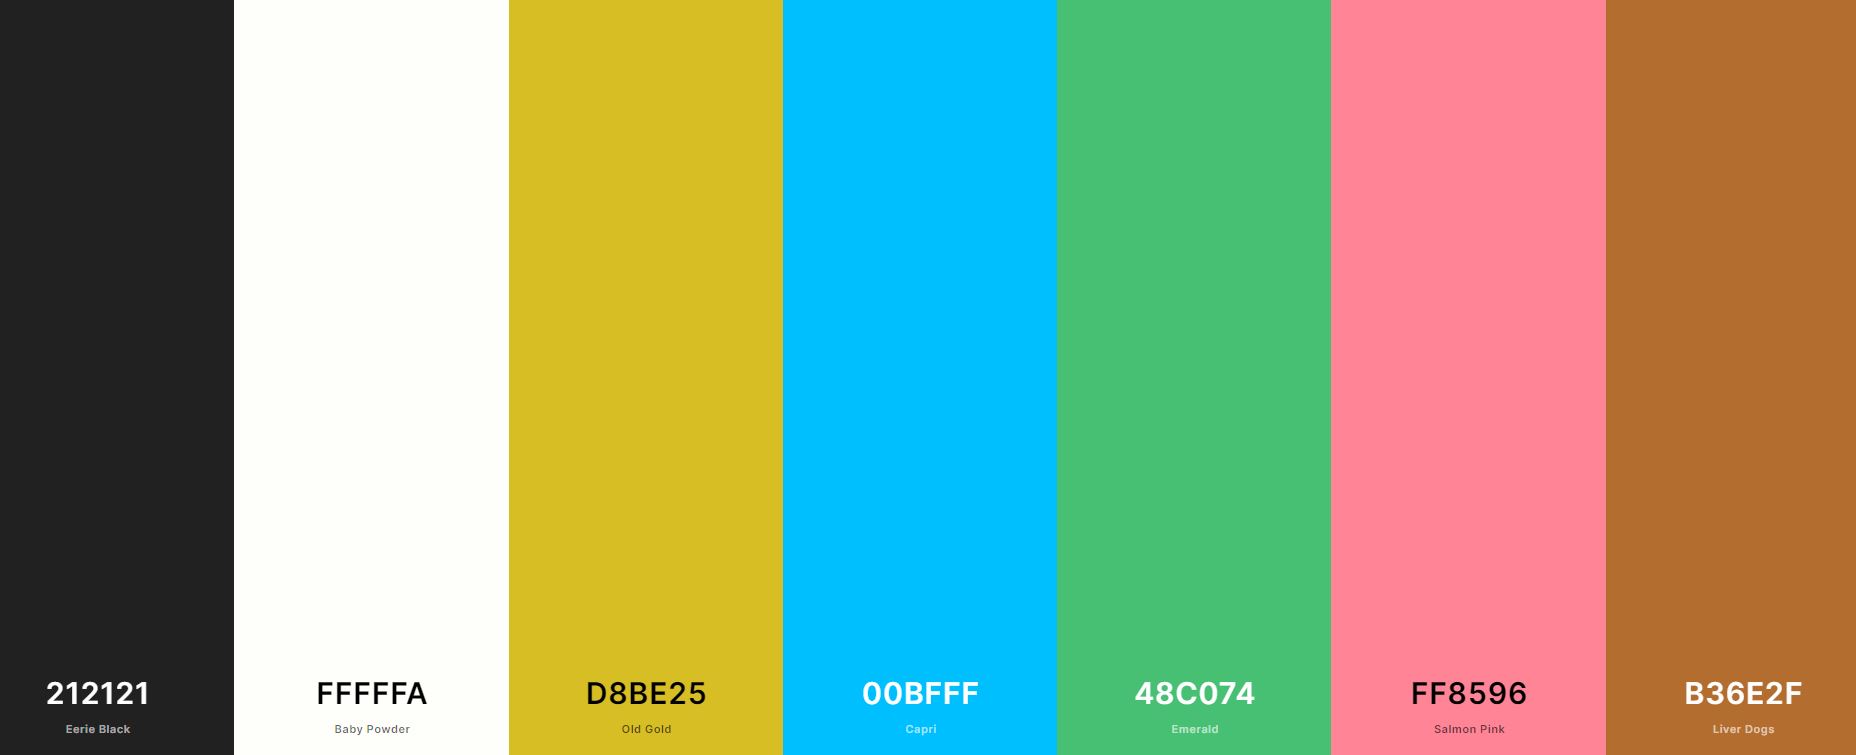 212121
Eerie Black
FFFFFA
Baby Powder
D8BE25
Old Gold
00BFFF
Capri
48C074
Emerald
FF8596
Salmon Pink
B36E2F
Liver Dogs